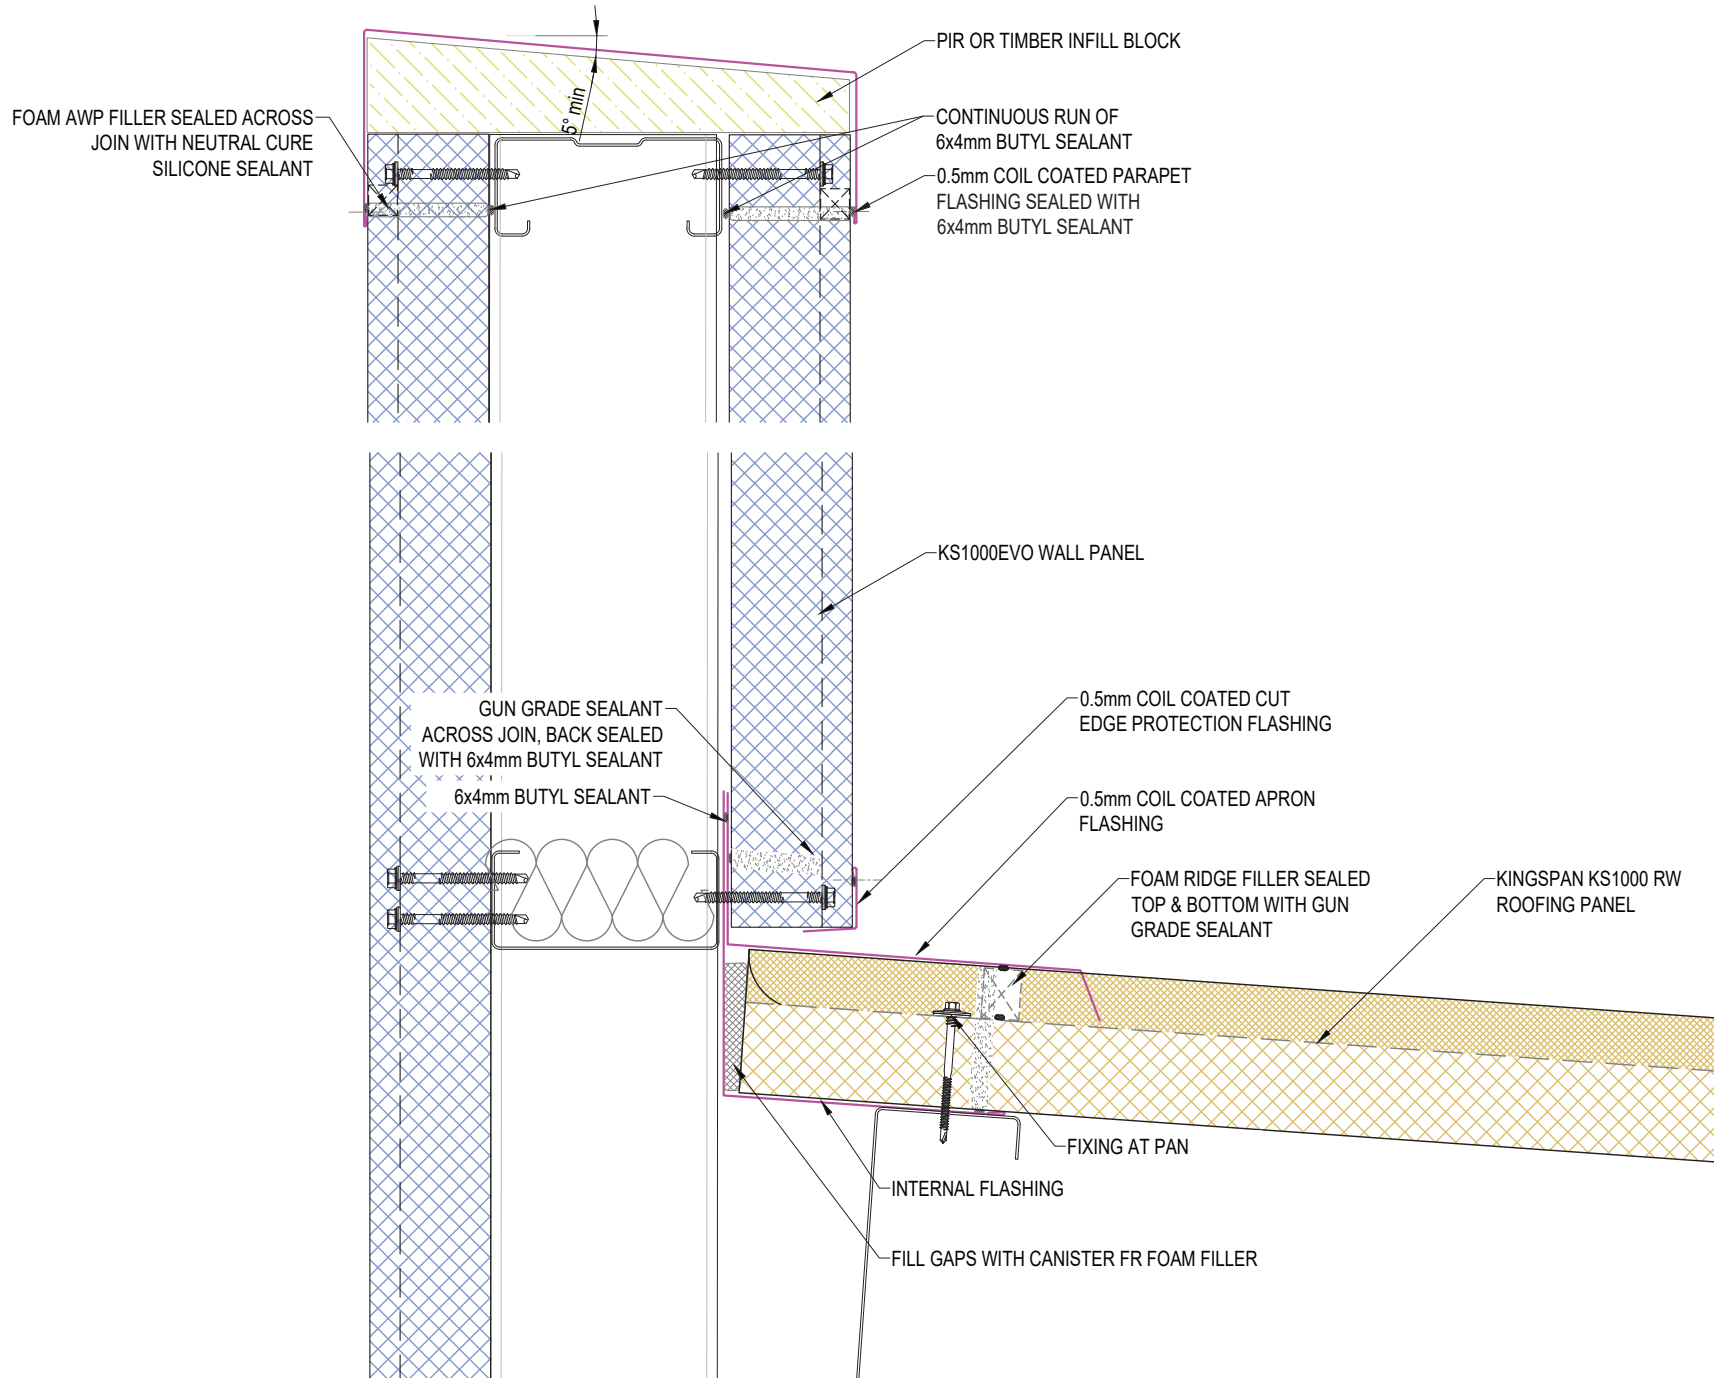 PIR OR TIMBER INFILL BLOCK
5° min
FOAM AWP FILLER SEALED ACROSS
JOIN WITH NEUTRAL CURE
SILICONE SEALANT
CONTINUOUS RUN OF
6x4mm BUTYL SEALANT
0.5mm COIL COATED PARAPET
FLASHING SEALED WITH
6x4mm BUTYL SEALANT
KS1000EVO WALL PANEL
GUN GRADE SEALANT
ACROSS JOIN, BACK SEALED
WITH 6x4mm BUTYL SEALANT
6x4mm BUTYL SEALANT
0.5mm COIL COATED CUT
EDGE PROTECTION FLASHING
0.5mm COIL COATED APRON
FLASHING
FOAM RIDGE FILLER SEALED
TOP & BOTTOM WITH GUN
GRADE SEALANT
KINGSPAN KS1000 RW
ROOFING PANEL
FIXING AT PAN
INTERNAL FLASHING
FILL GAPS WITH CANISTER FR FOAM FILLER